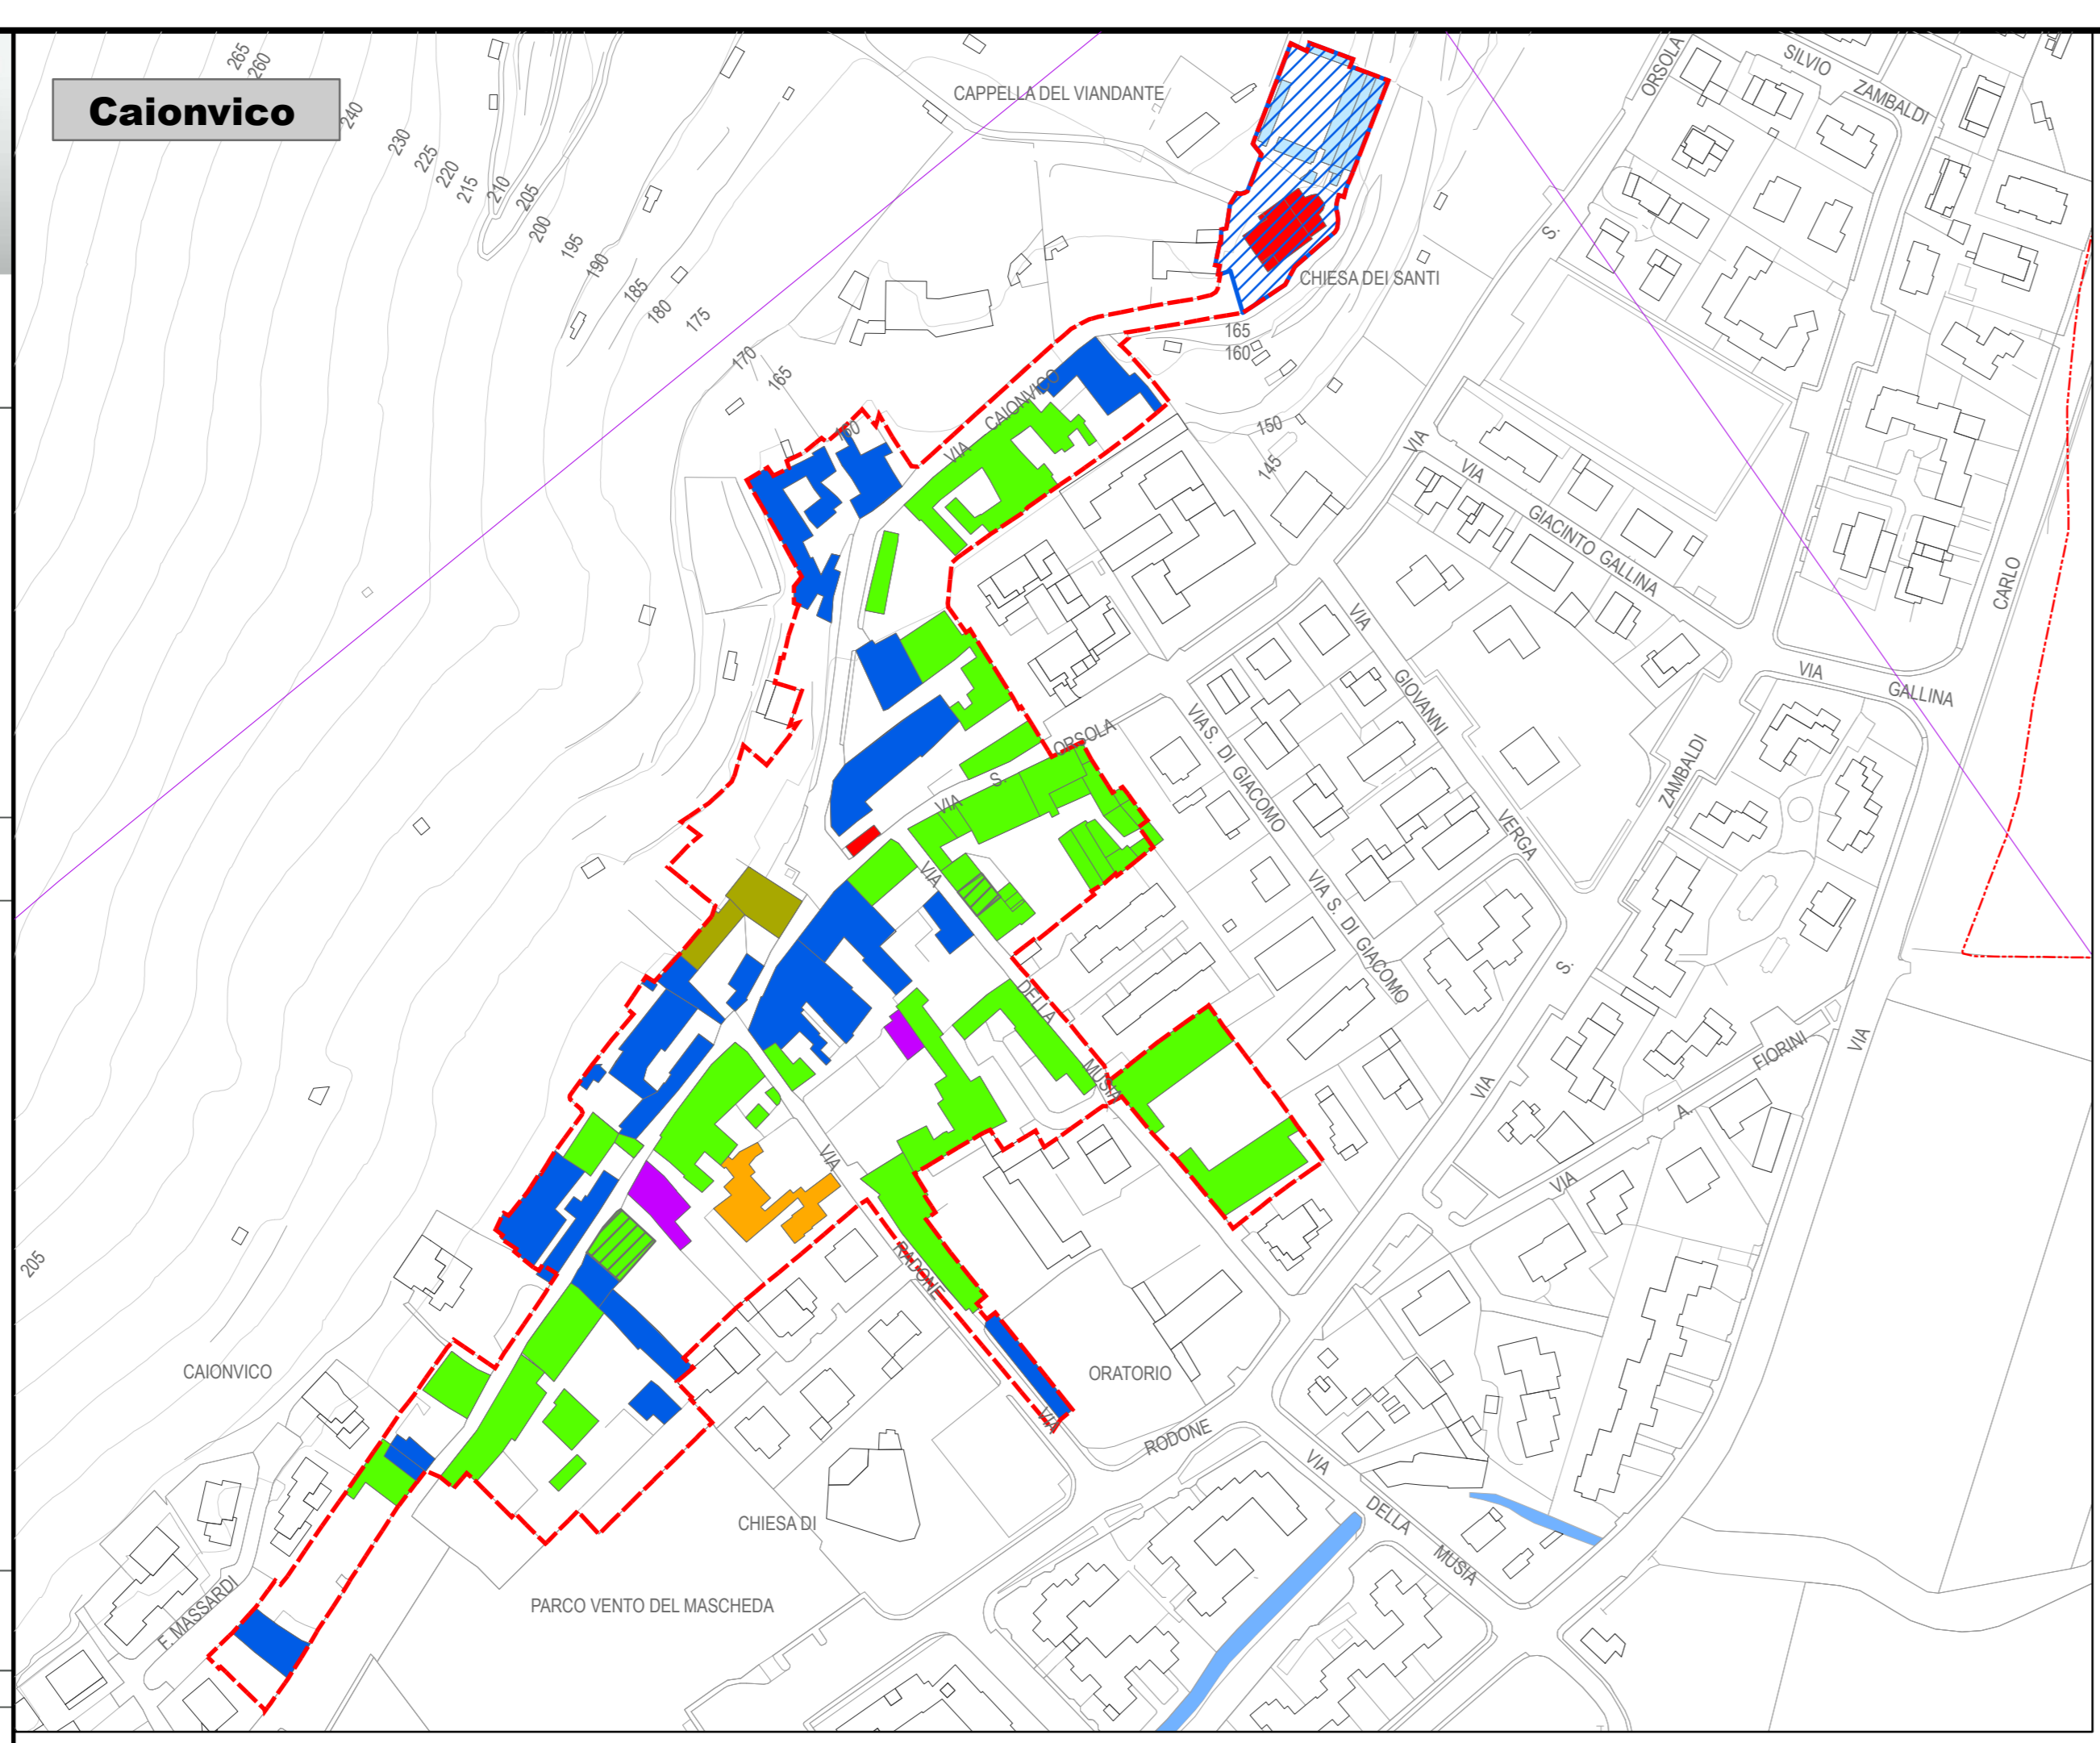 Caionvico
265
260
240
230
225
220
215
210
205
200
195
190
185
180
175
170
165
CAPPELLA DEL VIANDANTE
CHIESA DEI SANTI
165
160
150
150
145
VIA CAIONVICO
ORSOLA
SILVIO
ZAMBALDI
S.
VIA
VIA
GIACINTO GALLINA
CARLO
VIA
GALLINA
VIA
GIOVANNI
VERGA
VIA S. DI GIACOMO
VIA S. DI GIACOMO
ZAMBALDI
S.
VIA
VIA S. ORSOLA
VIA
DELLA
MUSIA
VIA
RADONE
VIA
VIA A. FIORINI
VIA
205
CAIONVICO
ORATORIO
RODONE
VIA
DELLA
MUSIA
CHIESA DI
PARCO VENTO DEL MASCHEDA
F. MASSARDI